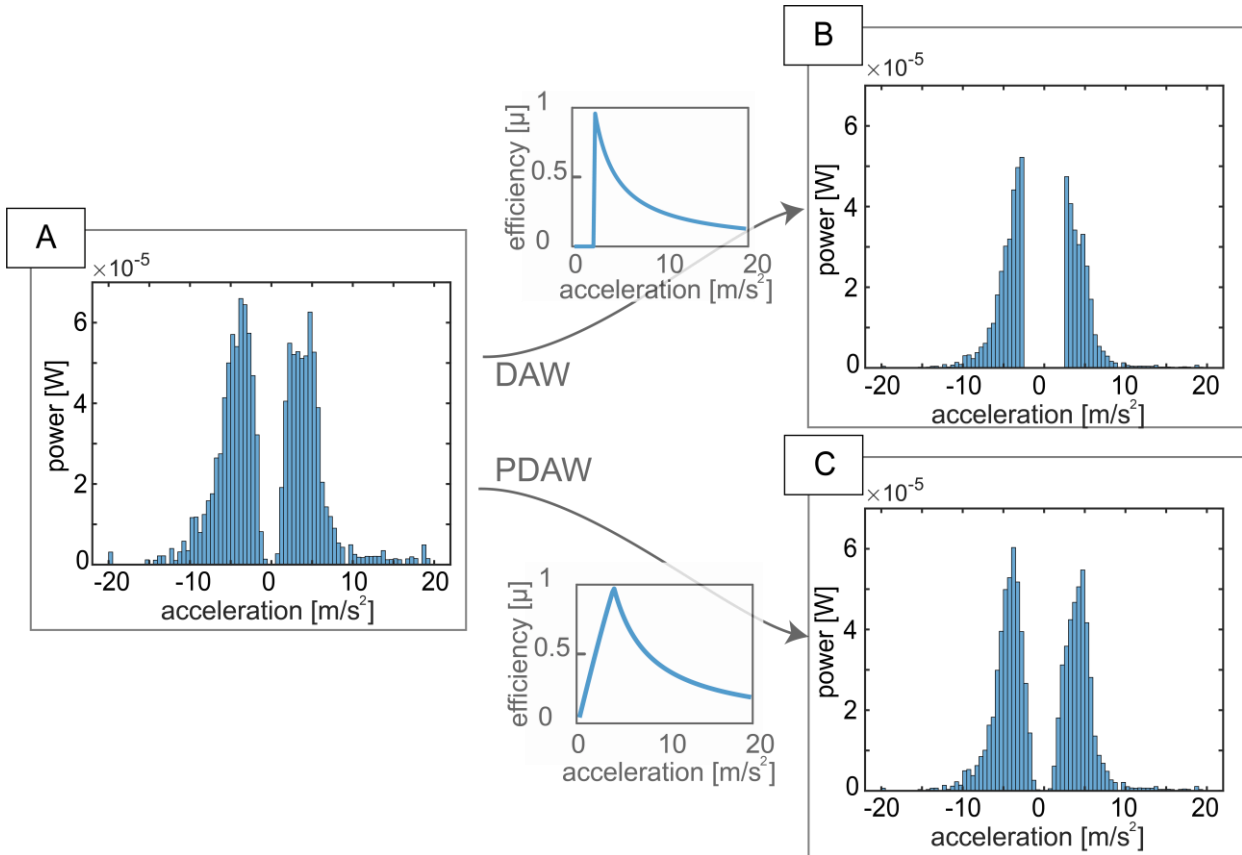 A
×10⁻⁵
6
4
2
0
power [W]
-20 -10 0 10 20
acceleration [m/s²]
1
0.5
0
efficiency [µ]
0 10 20
acceleration [m/s²]
DAW
PDAW
1
0.5
0
efficiency [µ]
0 10 20
acceleration [m/s²]
B
×10⁻⁵
6
4
2
0
power [W]
-20 -10 0 10 20
acceleration [m/s²]
C
×10⁻⁵
6
4
2
0
power [W]
-20 -10 0 10 20
acceleration [m/s²]